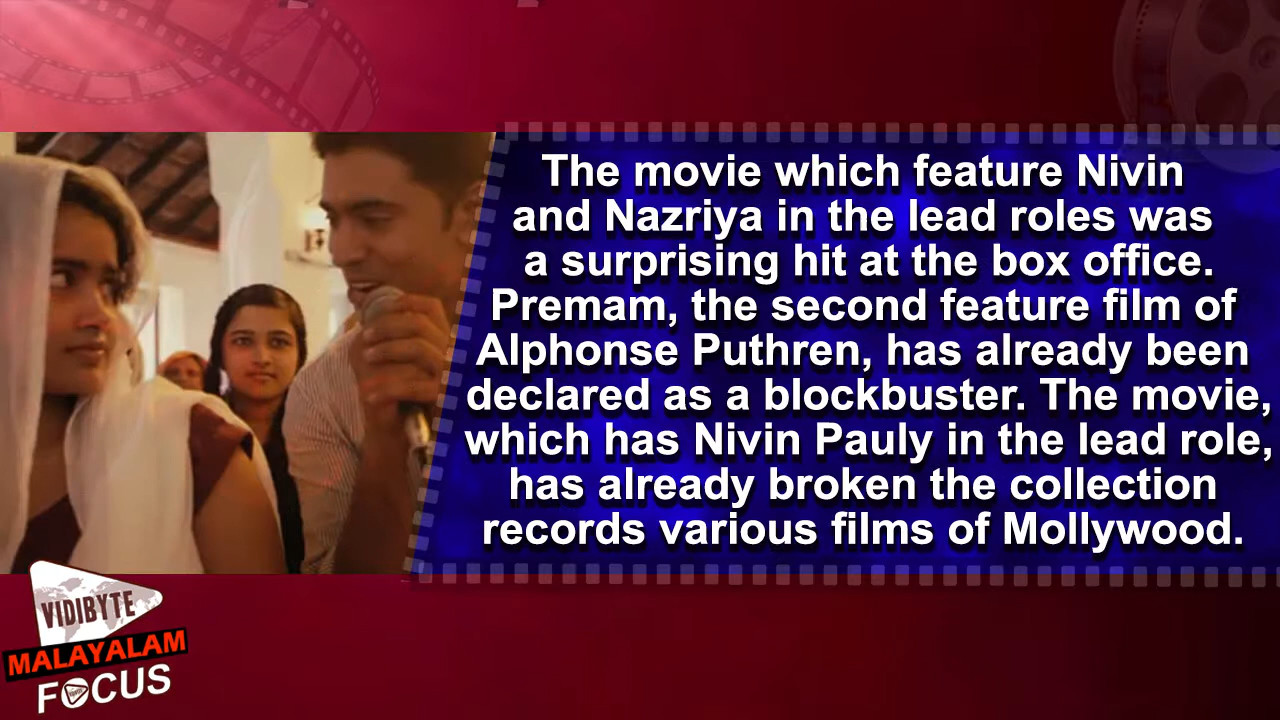 The movie which feature Nivin
and Nazriya in the lead roles was
a surprising hit at the box office.
Premam, the second feature film of
Alphonse Puthren, has already been
declared as a blockbuster. The movie,
which has Nivin Pauly in the lead role,
has already broken the collection
records various films of Mollywood.
VIDIBYTE
MALAYALAM
FOCUS